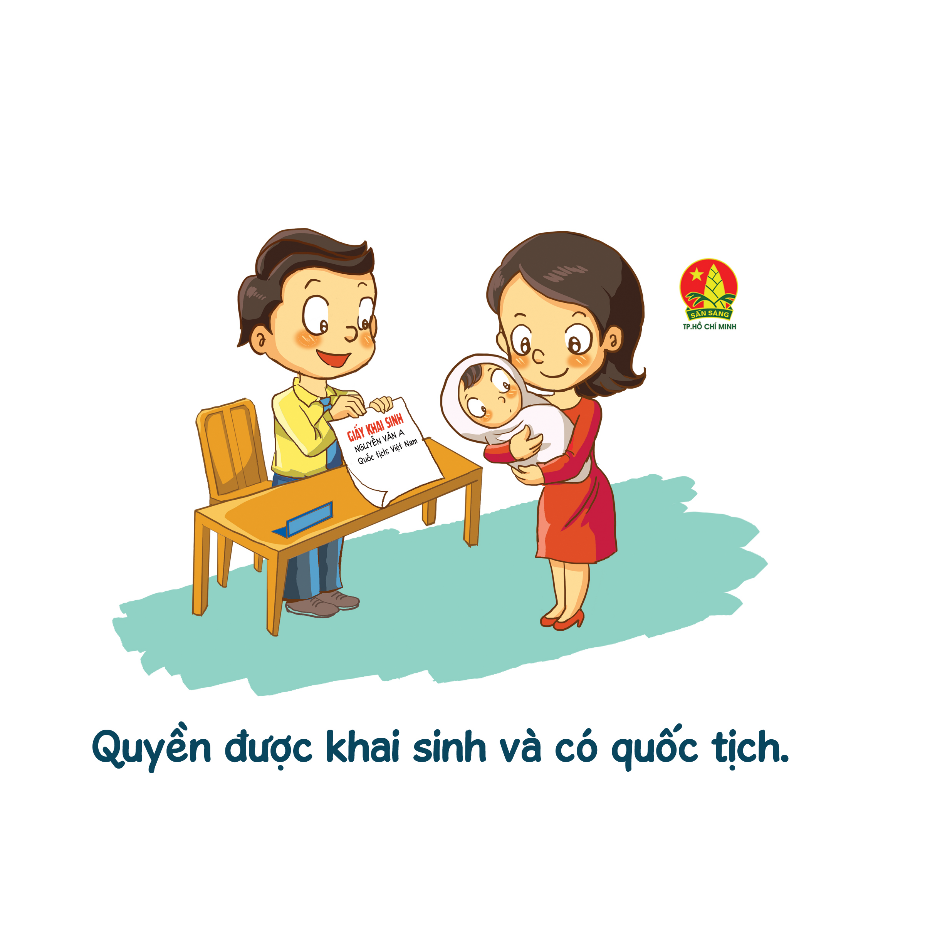 SẴN SÀNG
TP.HỒ CHÍ MINH
GIẤY KHAI SINH
NGUYỄN VĂN A
Quốc tịch: Việt Nam
Quyền được khai sinh và có quốc tịch.